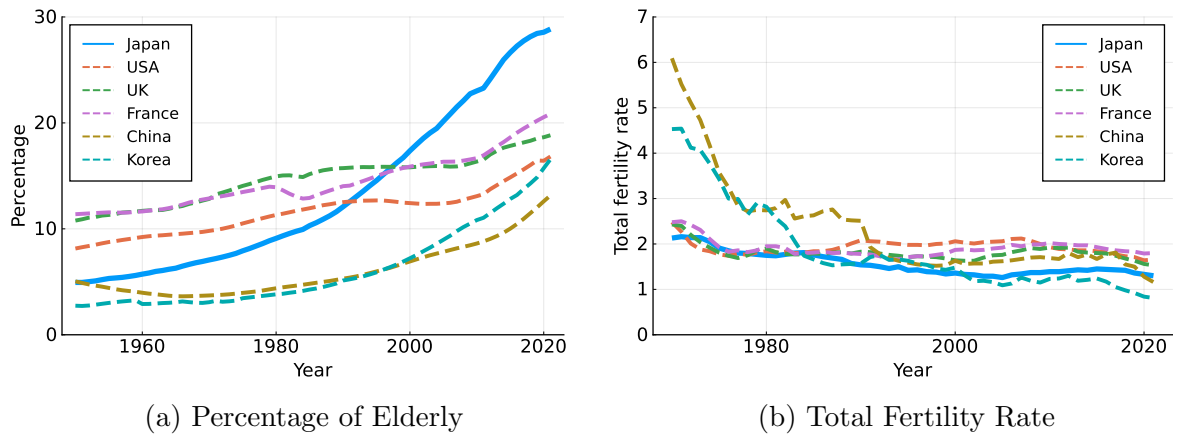 30
20
10
0
Percentage
Japan
USA
UK
France
China
Korea
1960 1980 2000 2020
Year
(a) Percentage of Elderly
7
6
5
4
3
2
1
0
Total fertility rate
Japan
USA
UK
France
China
Korea
1980 2000 2020
Year
(b) Total Fertility Rate